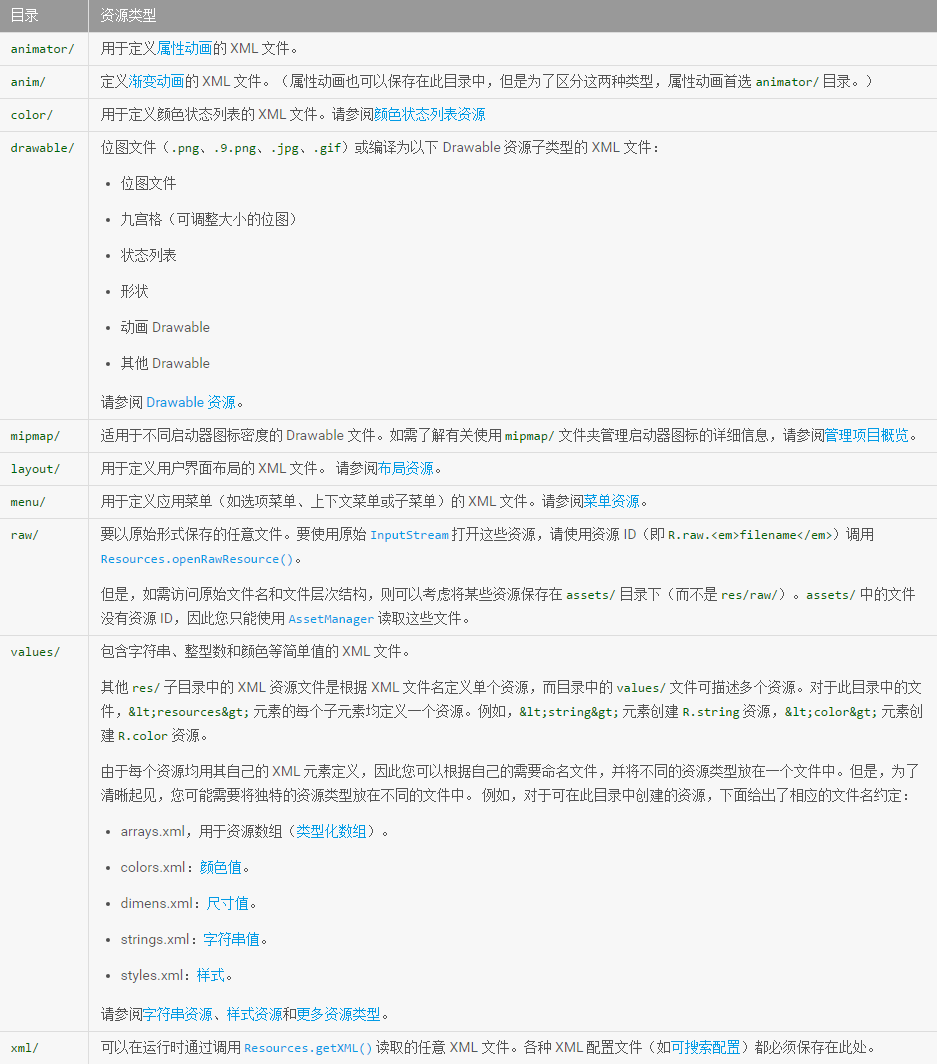 目录 资源类型
animator/ 用于定义属性动画的 XML 文件。
anim/ 定义渐变动画的 XML 文件。（属性动画也可以保存在此目录中，但是为了区分这两种类型，属性动画首选 animator/ 目录。）
color/ 用于定义颜色状态列表的 XML 文件。请参阅颜色状态列表资源
drawable/ 位图文件（.png、.9.png、.jpg、.gif）或编译为以下 Drawable 资源子类型的 XML 文件：
• 位图文件
• 九宫格（可调整大小的位图）
• 状态列表
• 形状
• 动画 Drawable
• 其他 Drawable
请参阅 Drawable 资源。
mipmap/ 适用于不同启动器图标密度的 Drawable 文件。如需了解有关使用 mipmap/ 文件夹管理启动器图标的详细信息，请参阅管理项目概览。
layout/ 用于定义用户界面布局的 XML 文件。 请参阅布局资源。
menu/ 用于定义应用菜单（如选项菜单、上下文菜单或子菜单）的 XML 文件。请参阅菜单资源。
raw/ 要以原始形式保存的任意文件。要使用原始 InputStream 打开这些资源，请使用资源 ID（即 R.raw.<em>filename</em>）调用
Resources.openRawResource()。
但是，如需访问原始文件名和文件层次结构，则可以考虑将某些资源保存在 assets/ 目录下（而不是 res/raw/）。assets/ 中的文件
没有资源 ID，因此您只能使用 AssetManager 读取这些文件。
values/ 包含字符串、整型数和颜色等简单值的 XML 文件。
其他 res/ 子目录中的 XML 资源文件是根据 XML 文件名定义单个资源，而目录中的 values/ 文件可描述多个资源。对于此目录中的文
件，&lt;resources&gt; 元素的每个子元素均定义一个资源。例如，&lt;string&gt; 元素创建 R.string 资源，&lt;color&gt; 元素创
建 R.color 资源。
由于每个资源均用其自己的 XML 元素定义，因此您可以根据自己的需要命名文件，并将不同的资源类型放在一个文件中。但是，为了
清晰起见，您可能需要将独特的资源类型放在不同的文件中。 例如，对于可在此目录中创建的资源，下面给出了相应的文件名约定：
• arrays.xml，用于资源数组（类型化数组）。
• colors.xml：颜色值。
• dimens.xml：尺寸值。
• strings.xml：字符串值。
• styles.xml：样式。
请参阅字符串资源、样式资源和更多资源类型。
xml/ 可以在运行时通过调用 Resources.getXML() 读取的任意 XML 文件。各种 XML 配置文件（如可搜索配置）都必须保存在此处。